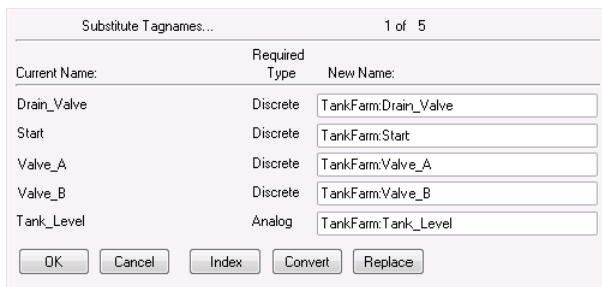 Substitute Tagnames... 1 of 5
Current Name: Required Type New Name:
Drain_Valve Discrete TankFarm:Drain_Valve
Start Discrete TankFarm:Start
Valve_A Discrete TankFarm:Valve_A
Valve_B Discrete TankFarm:Valve_B
Tank_Level Analog TankFarm:Tank_Level
OK Cancel Index Convert Replace